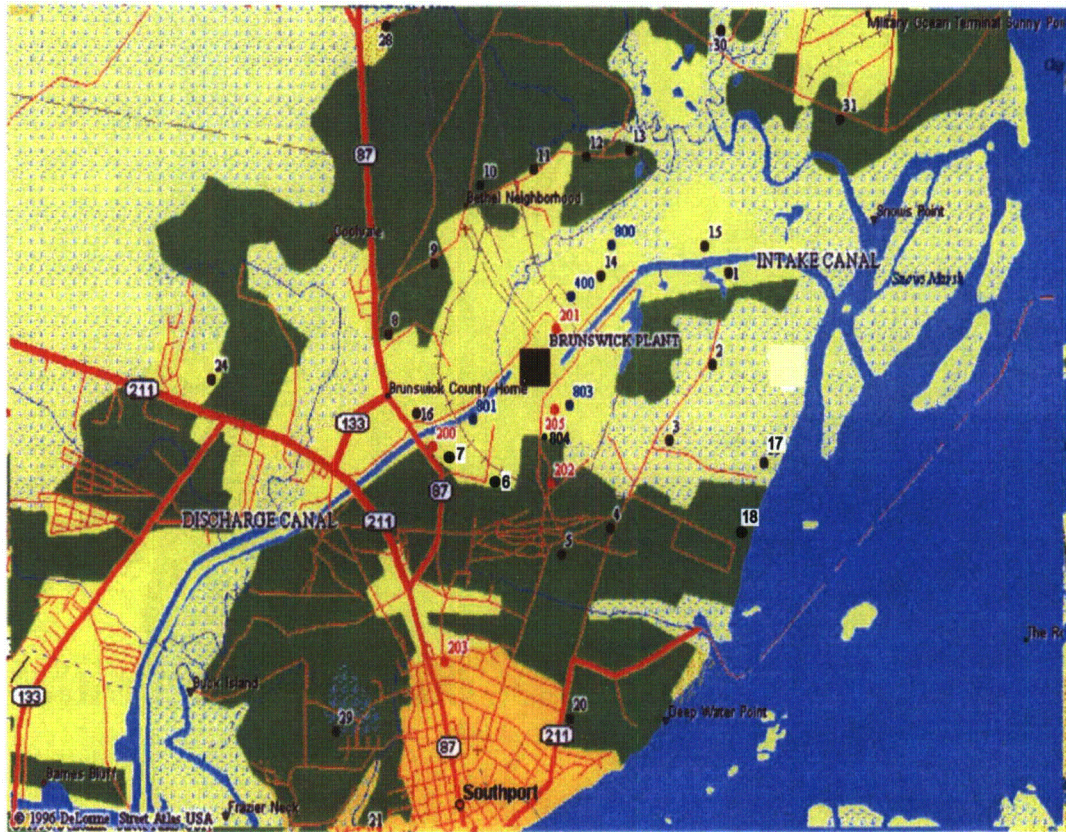 28
30
Military Ocean Terminal Sunny Poi
31
87
13
12
11
10
Bethel Neighborhood
Snows Point
800
15
9
14
INTAKE CANAL
1
Snows Marsh
400
201
8
BRUNSWICK PLANT
2
24
211
Brunswick County Home
803
16
801
205
133
200
804
3
7
17
6
202
87
DISCHARGE CANAL
211
4
18
5
203
The Ro
Buck Island
133
20
Deep Water Point
29
211
87
Barnes Bluff
Southport
Frazier Neck
21
© 1996 DeLorme Street Atlas USA